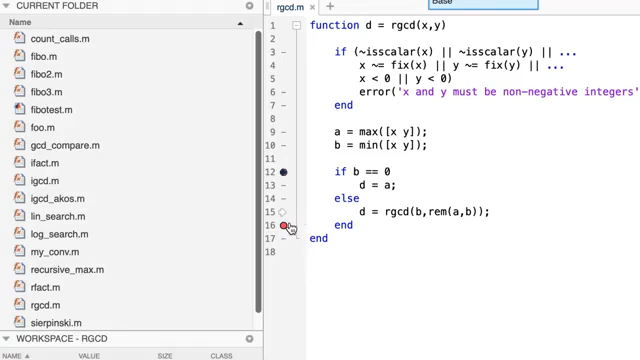 CURRENT FOLDER
Name
count_calls.m
fibo.m
fibo2.m
fibo3.m
fibotest.m
foo.m
gcd_compare.m
ifact.m
igcd.m
igcd_akos.m
lin_search.m
log_search.m
my_conv.m
recursive_max.m
rfact.m
rgcd.m
sierpinski.m
WORKSPACE - RGCD
NAME VALUE SIZE CLASS
Base
rgcd.m × +
1 function d = rgcd(x,y)
2
3 if (~isscalar(x) || ~isscalar(y) || ...
4 x ~= fix(x) || y ~= fix(y) || ...
5 x < 0 || y < 0)
6 error('x and y must be non-negative integers'
7 end
8
9 a = max([x y]);
10 b = min([x y]);
11
12 if b == 0
13 d = a;
14 else
15 d = rgcd(b,rem(a,b));
16 end
17 end
18